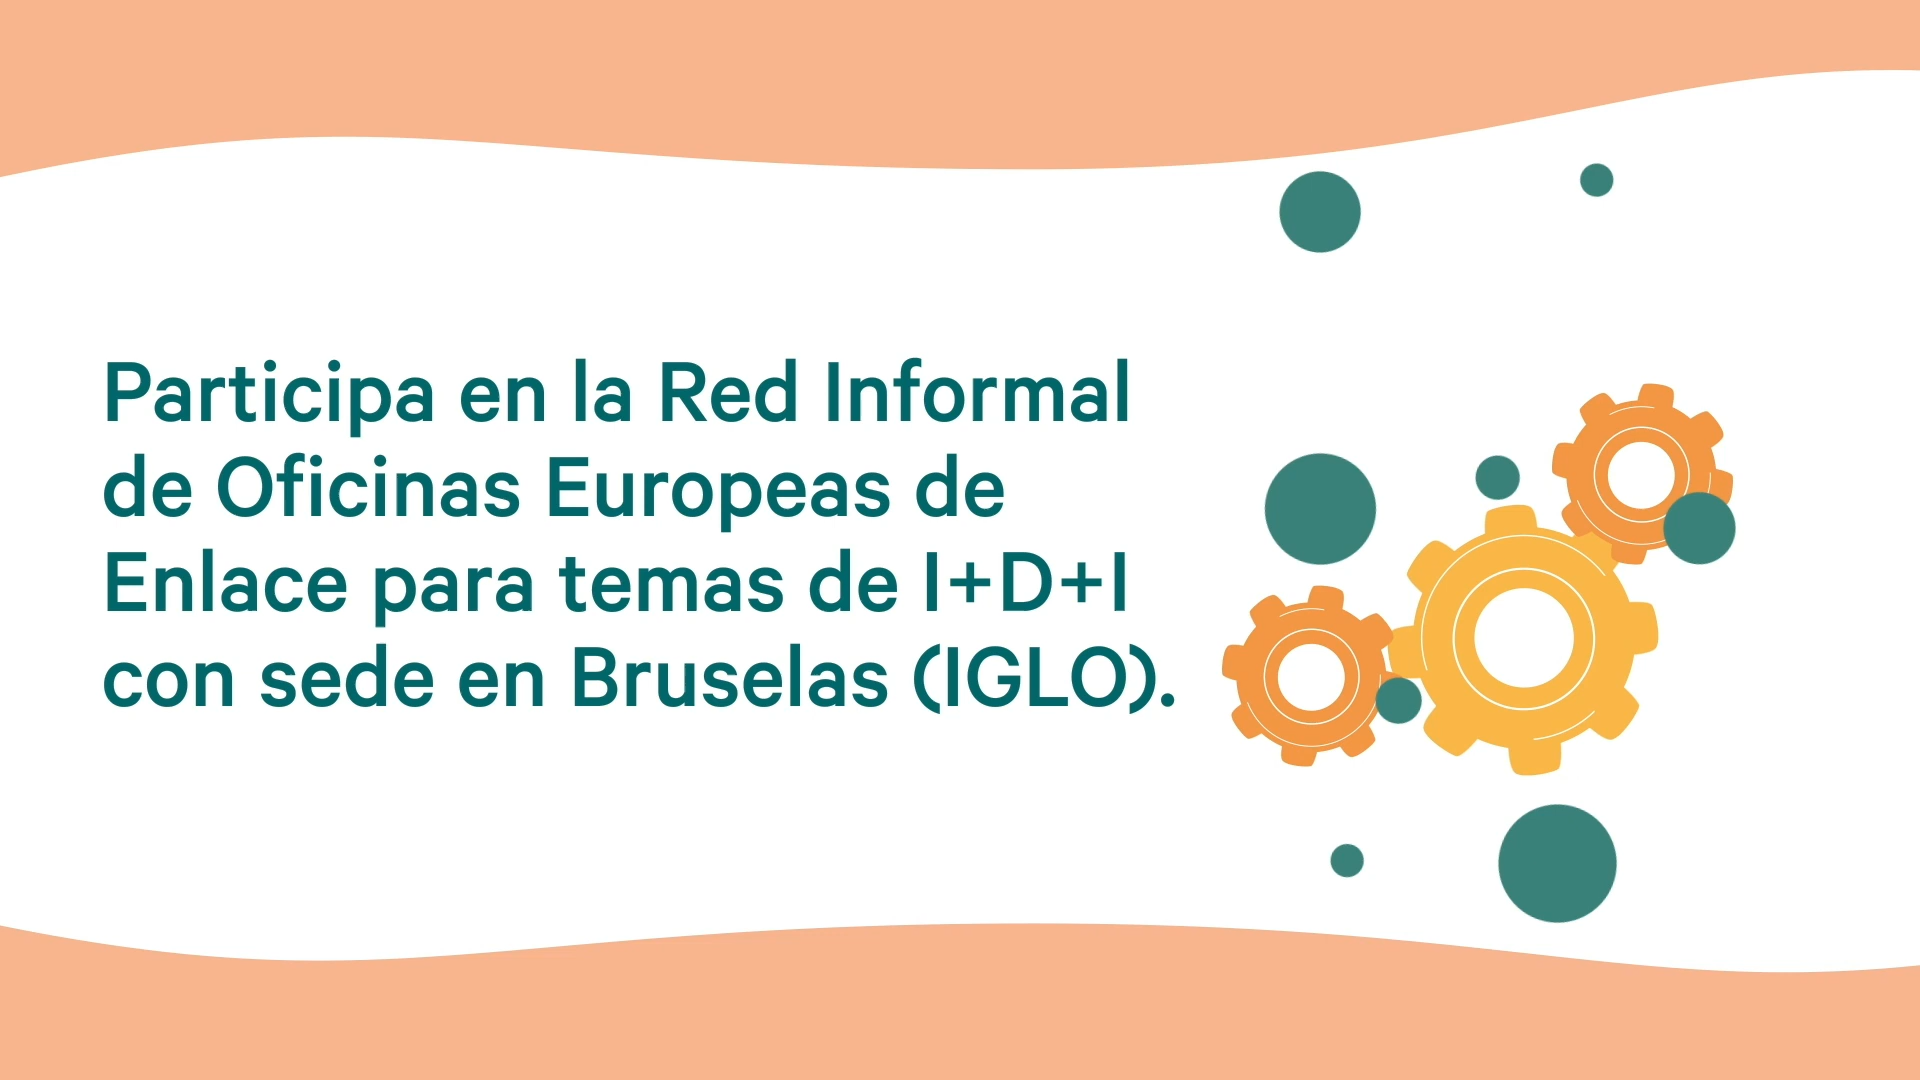 Participa en la Red Informal
de Oficinas Europeas de
Enlace para temas de I+D+I
con sede en Bruselas (IGLO).